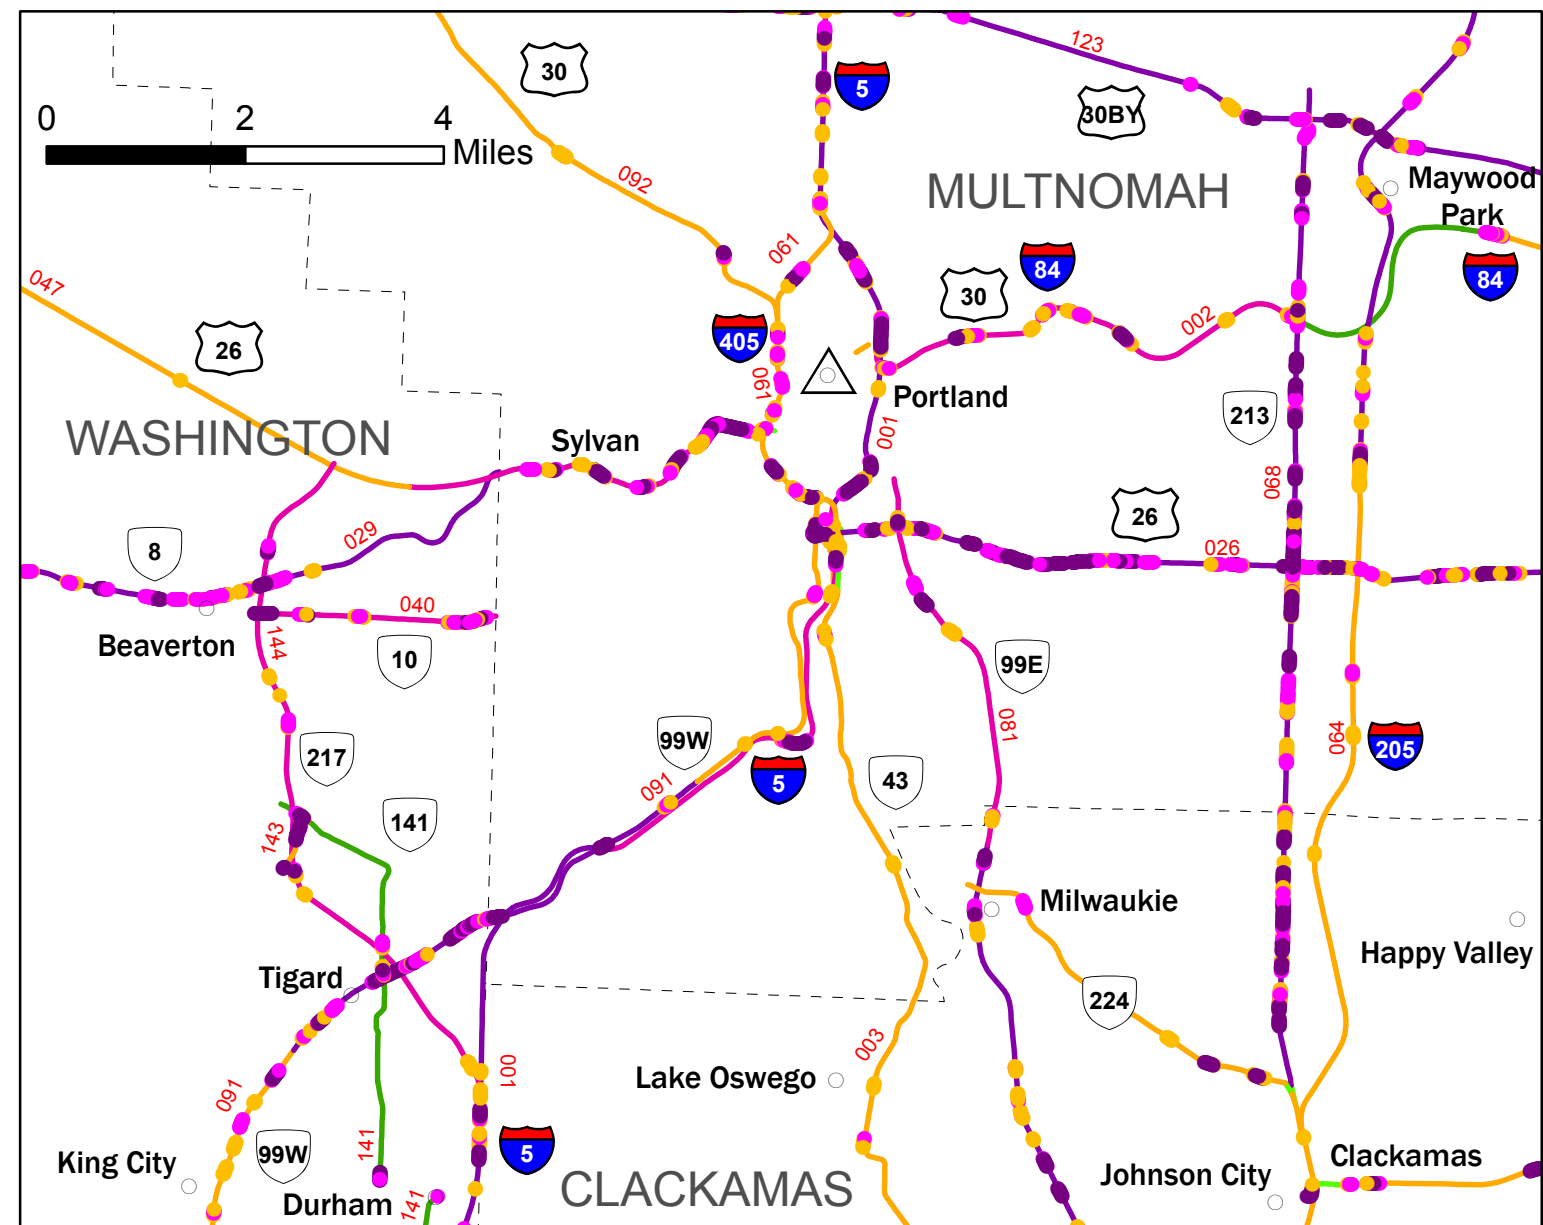 123
30
5
30BY
0
2
4
Miles
092
MULTNOMAH
Maywood
Park
061
84
30
84
047
26
405
002
061
Portland
213
WASHINGTON
Sylvan
001
068
26
8
029
026
040
Beaverton
144
10
99E
99W
081
217
064
205
5
43
091
141
143
Milwaukie
Happy Valley
Tigard
224
003
001
Lake Oswego
091
5
141
99W
King City
Clackamas
Johnson City
CLACKAMAS
Durham
141